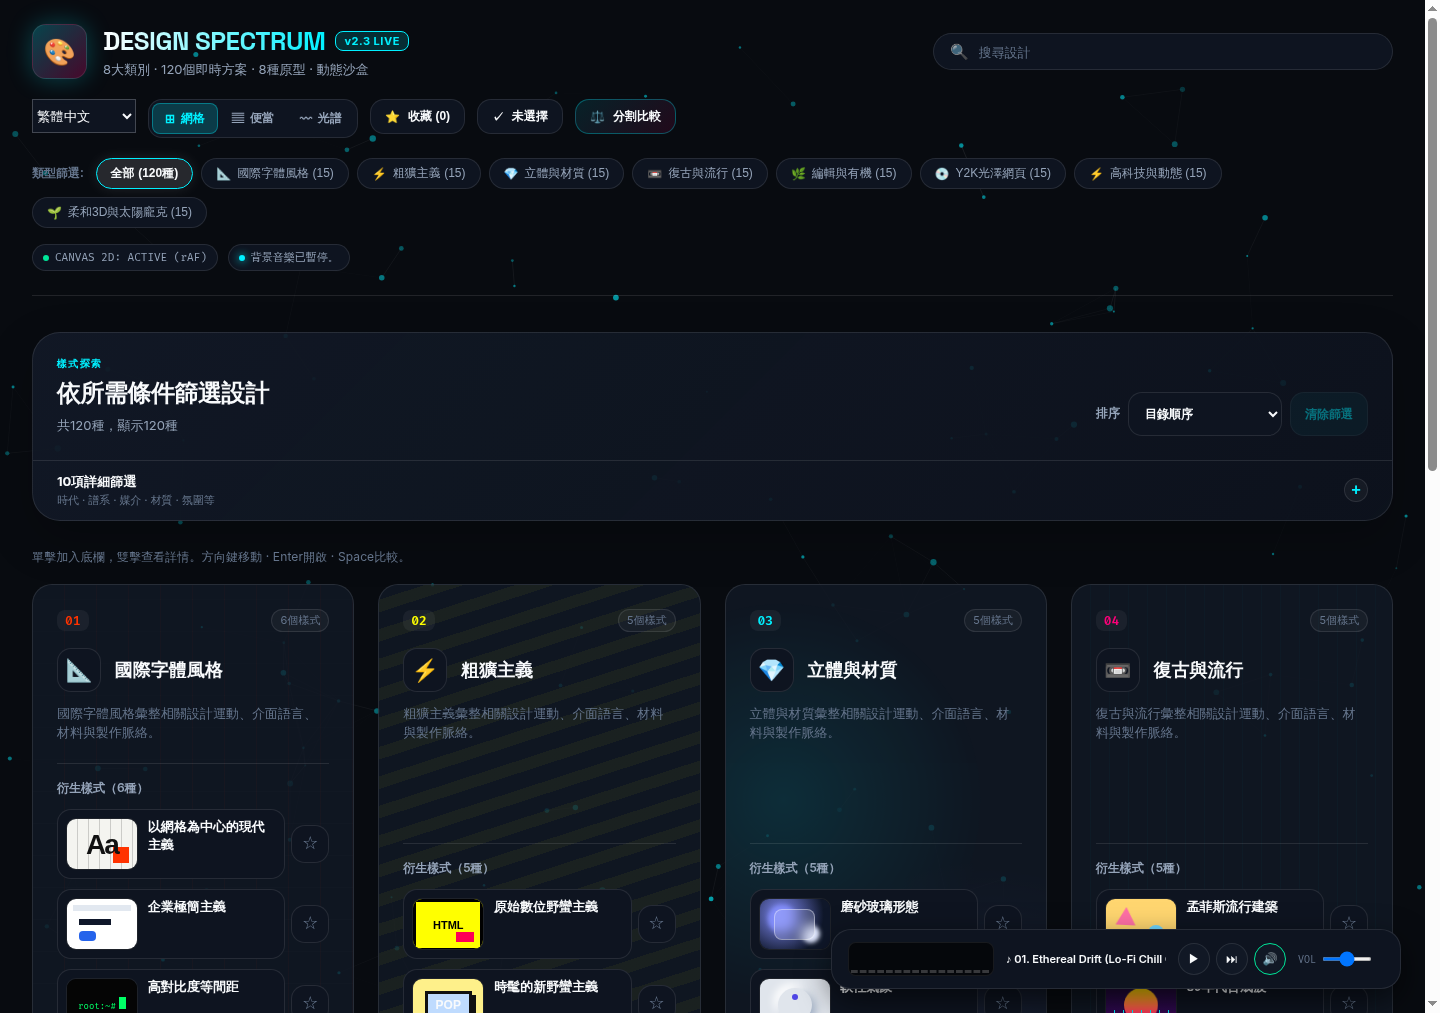 DESIGN SPECTRUM v2.3 LIVE
8大類別 · 120個即時方案 · 8種原型 · 動態沙盒
搜尋設計
繁體中文
網格 便當 光譜
收藏 (0)
✓ 未選擇
分割比較
類型篩選:
全部 (120種)
國際字體風格 (15)
粗獷主義 (15)
立體與材質 (15)
復古與流行 (15)
編輯與有機 (15)
Y2K光澤網頁 (15)
高科技與動態 (15)
柔和3D與太陽龐克 (15)
CANVAS 2D: ACTIVE (rAF)
背景音樂已暫停。
樣式探索
依所需條件篩選設計
共120種，顯示120種
排序
目錄順序
清除篩選
10項詳細篩選
時代 · 譜系 · 媒介 · 材質 · 氛圍等
+
單擊加入底欄，雙擊查看詳情。方向鍵移動 · Enter開啟 · Space比較。
01
6個樣式
國際字體風格
國際字體風格彙整相關設計運動、介面語言、
材料與製作脈絡。
衍生樣式（6種）
Aa
以網格為中心的現代
主義
企業極簡主義
root:~#
高對比度等間距
02
5個樣式
粗獷主義
粗獷主義彙整相關設計運動、介面語言、材料
與製作脈絡。
衍生樣式（5種）
HTML
原始數位野蠻主義
POP
時髦的新野蠻主義
03
5個樣式
立體與材質
立體與材質彙整相關設計運動、介面語言、材
料與製作脈絡。
衍生樣式（5種）
磨砂玻璃形態
04
5個樣式
復古與流行
復古與流行彙整相關設計運動、介面語言、材
料與製作脈絡。
衍生樣式（5種）
孟菲斯流行建築
♪ 01. Ethereal Drift (Lo-Fi Chill
VOL